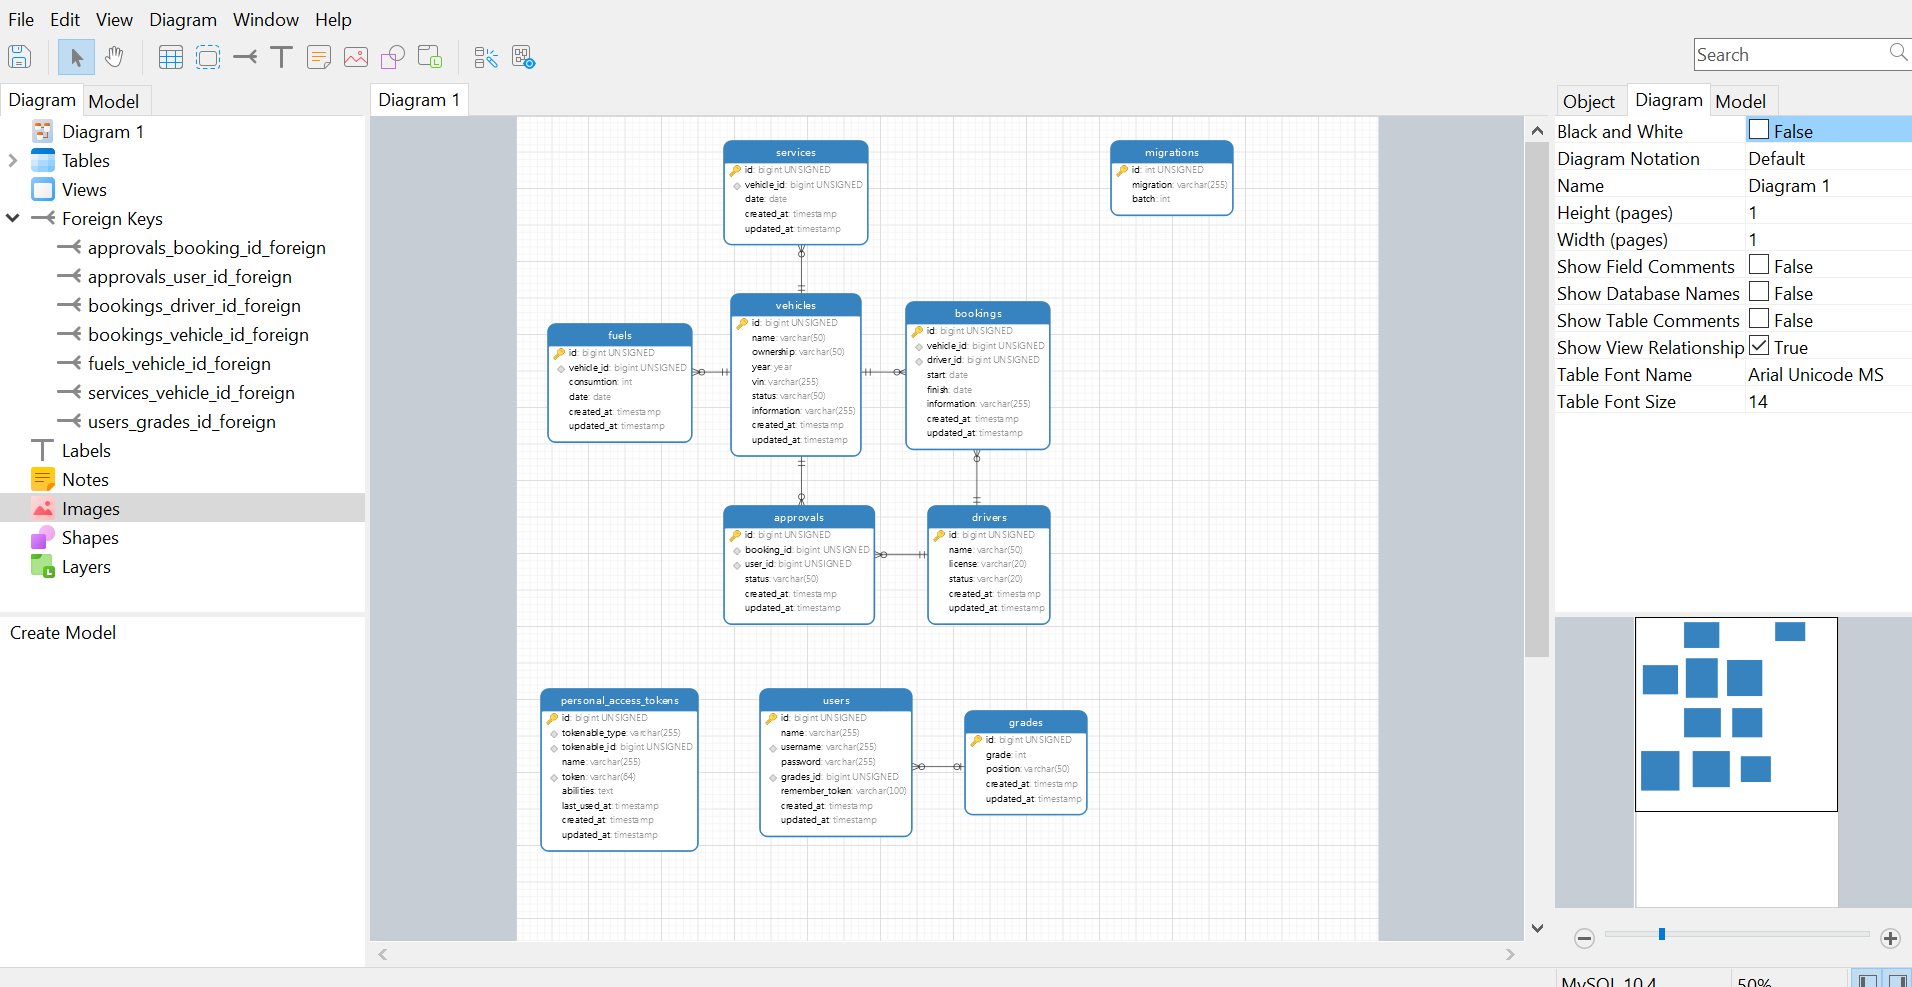 File Edit View Diagram Window Help
Search
Diagram Model
Diagram 1
Tables
Views
Foreign Keys
approvals_booking_id_foreign
approvals_user_id_foreign
bookings_driver_id_foreign
bookings_vehicle_id_foreign
fuels_vehicle_id_foreign
services_vehicle_id_foreign
users_grades_id_foreign
Labels
Notes
Images
Shapes
Layers
Create Model
Diagram 1
services
id: bigint UNSIGNED
vehicle_id: bigint UNSIGNED
date: date
created_at: timestamp
updated_at: timestamp
migrations
id: int UNSIGNED
migration: varchar(255)
batch: int
fuels
id: bigint UNSIGNED
vehicle_id: bigint UNSIGNED
consumtion: int
date: date
created_at: timestamp
updated_at: timestamp
vehicles
id: bigint UNSIGNED
name: varchar(50)
ownership: varchar(50)
year: year
vin: varchar(255)
status: varchar(50)
information: varchar(255)
created_at: timestamp
updated_at: timestamp
bookings
id: bigint UNSIGNED
vehicle_id: bigint UNSIGNED
driver_id: bigint UNSIGNED
start: date
finish: date
information: varchar(255)
created_at: timestamp
updated_at: timestamp
approvals
id: bigint UNSIGNED
booking_id: bigint UNSIGNED
user_id: bigint UNSIGNED
status: varchar(50)
created_at: timestamp
updated_at: timestamp
drivers
id: bigint UNSIGNED
name: varchar(50)
license: varchar(20)
status: varchar(20)
created_at: timestamp
updated_at: timestamp
personal_access_tokens
id: bigint UNSIGNED
tokenable_type: varchar(255)
tokenable_id: bigint UNSIGNED
name: varchar(255)
token: varchar(64)
abilities: text
last_used_at: timestamp
created_at: timestamp
updated_at: timestamp
users
id: bigint UNSIGNED
name: varchar(255)
username: varchar(255)
password: varchar(255)
grades_id: bigint UNSIGNED
remember_token: varchar(100)
created_at: timestamp
updated_at: timestamp
grades
id: bigint UNSIGNED
grade: int
position: varchar(50)
created_at: timestamp
updated_at: timestamp
Object Diagram Model
Black and White False
Diagram Notation Default
Name Diagram 1
Height (pages) 1
Width (pages) 1
Show Field Comments False
Show Database Names False
Show Table Comments False
Show View Relationship True
Table Font Name Arial Unicode MS
Table Font Size 14
MySQL 10.4 50%